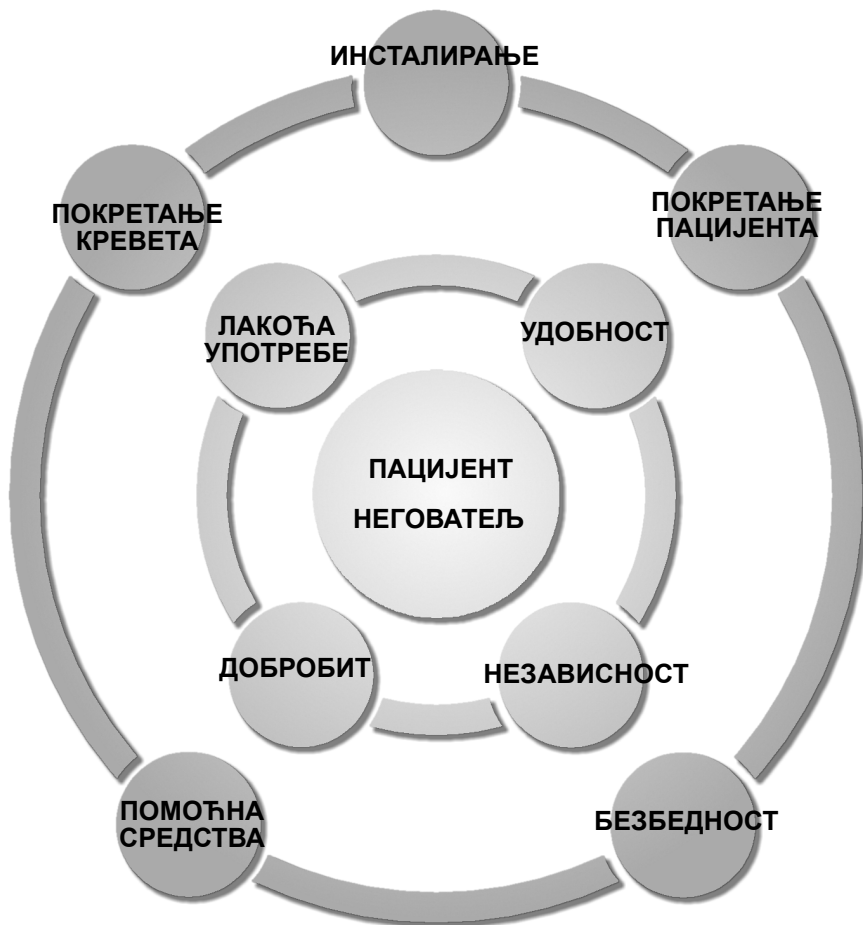 ИНСТАЛИРАЊЕ
ПОКРЕТАЊЕ
КРЕВЕТА
ПОКРЕТАЊЕ
ПАЦИЈЕНТА
ЛАКОЋА
УПОТРЕБЕ
УДОБНОСТ
ПАЦИЈЕНТ
НЕГОВАТЕЉ
ДОБРОБИТ
НЕЗАВИСНОСТ
ПОМОЋНА
СРЕДСТВА
БЕЗБЕДНОСТ